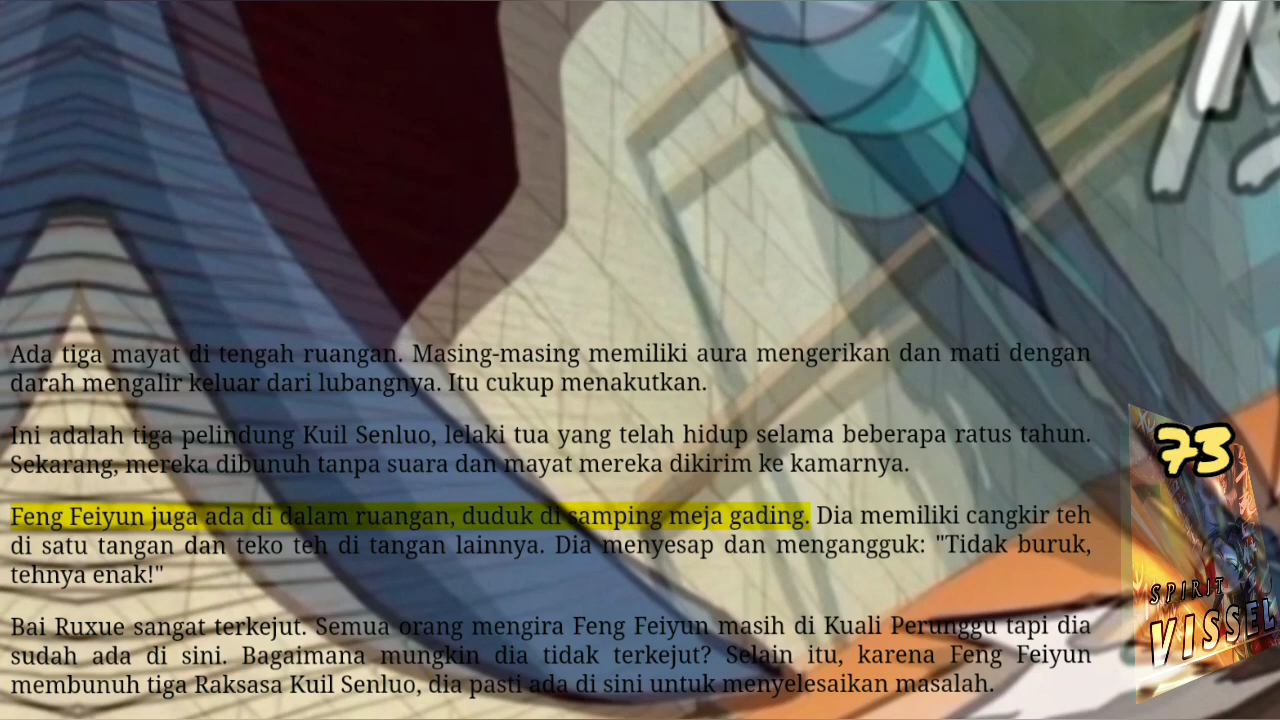 Ada tiga mayat di tengah ruangan. Masing-masing memiliki aura mengerikan dan mati dengan
darah mengalir keluar dari lubangnya. Itu cukup menakutkan.
Ini adalah tiga pelindung Kuil Senluo, lelaki tua yang telah hidup selama beberapa ratus tahun.
Sekarang, mereka dibunuh tanpa suara dan mayat mereka dikirim ke kamarnya.
Feng Feiyun juga ada di dalam ruangan, duduk di samping meja gading. Dia memiliki cangkir teh
di satu tangan dan teko teh di tangan lainnya. Dia menyesap dan mengangguk: "Tidak buruk,
tehnya enak!"
Bai Ruxue sangat terkejut. Semua orang mengira Feng Feiyun masih di Kuali Perunggu tapi dia
sudah ada di sini. Bagaimana mungkin dia tidak terkejut? Selain itu, karena Feng Feiyun
membunuh tiga Raksasa Kuil Senluo, dia pasti ada di sini untuk menyelesaikan masalah.
73
SPIRIT
VISSEL